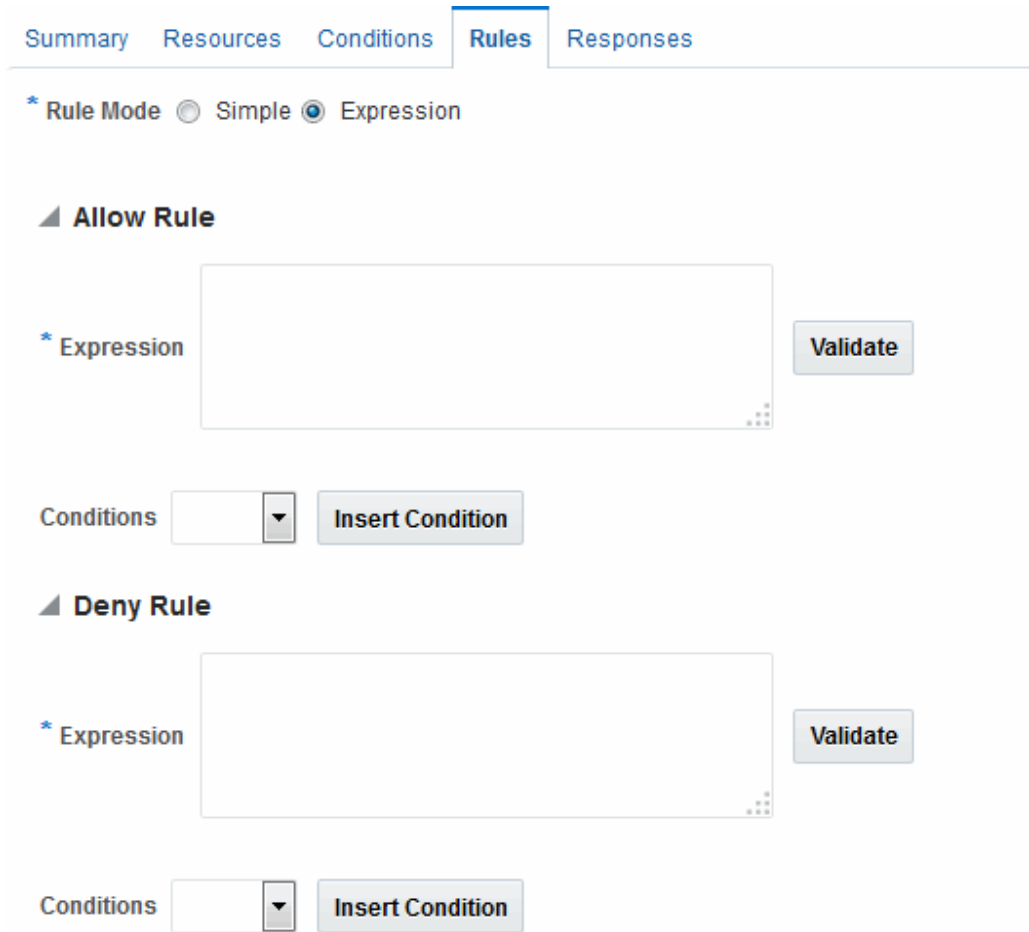 Summary Resources Conditions Rules Responses
* Rule Mode Simple Expression
Allow Rule
* Expression Validate
Conditions Insert Condition
Deny Rule
* Expression Validate
Conditions Insert Condition